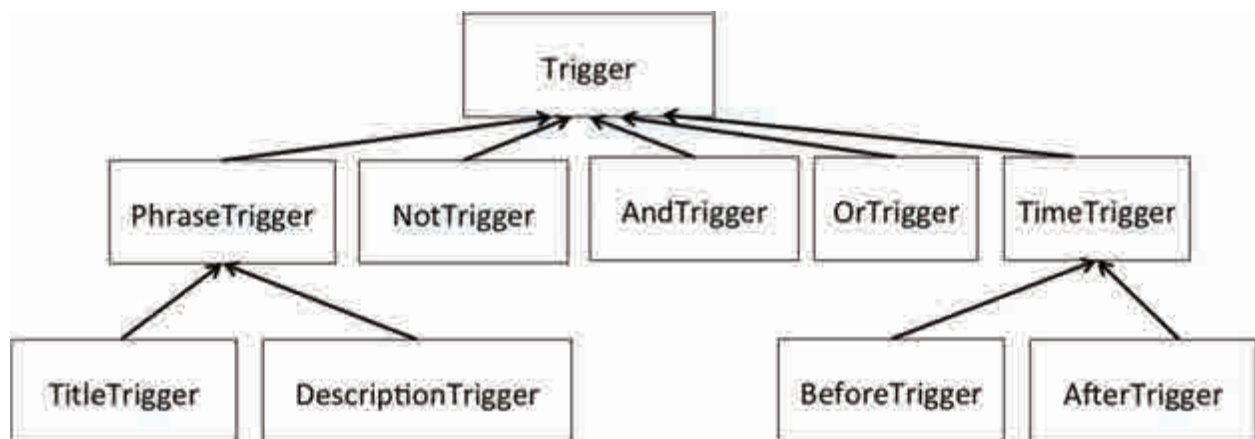 Trigger
PhraseTrigger
NotTrigger
AndTrigger
OrTrigger
TimeTrigger
TitleTrigger
DescriptionTrigger
BeforeTrigger
AfterTrigger